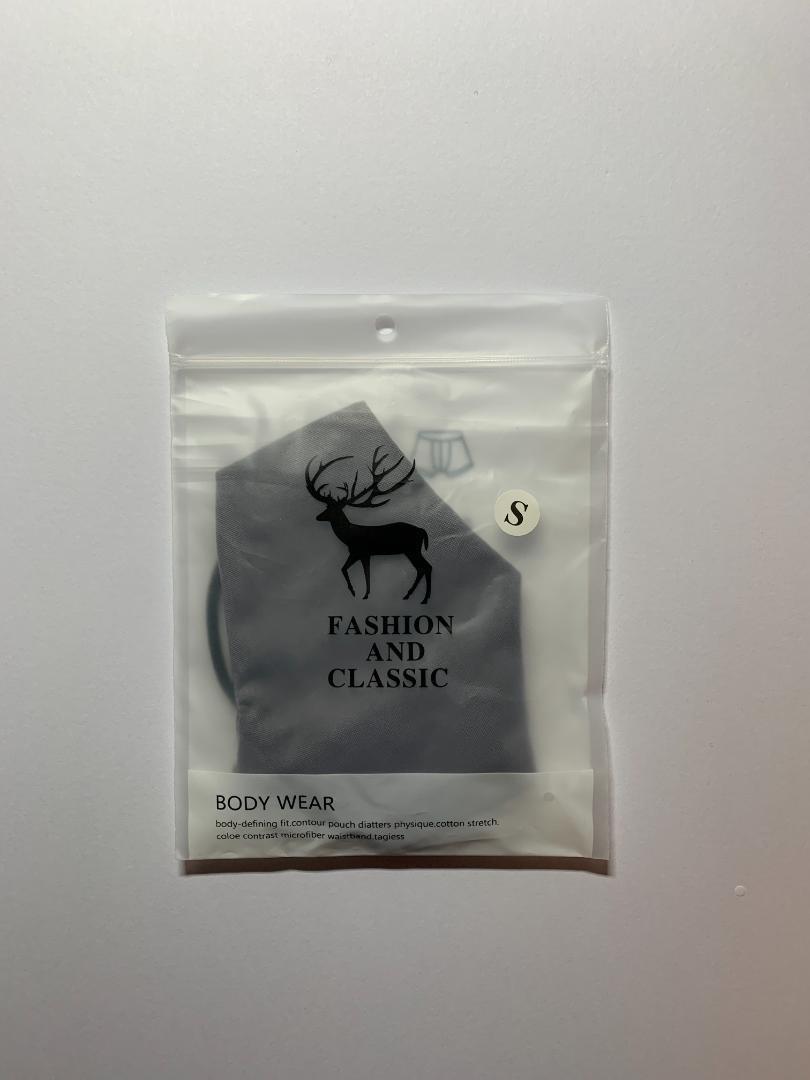 S
FASHION
AND
CLASSIC
BODY WEAR
body-defining fit.contour pouch diatters physique.cotton stretch.
coloe contrast microfiber waistband.tagiess